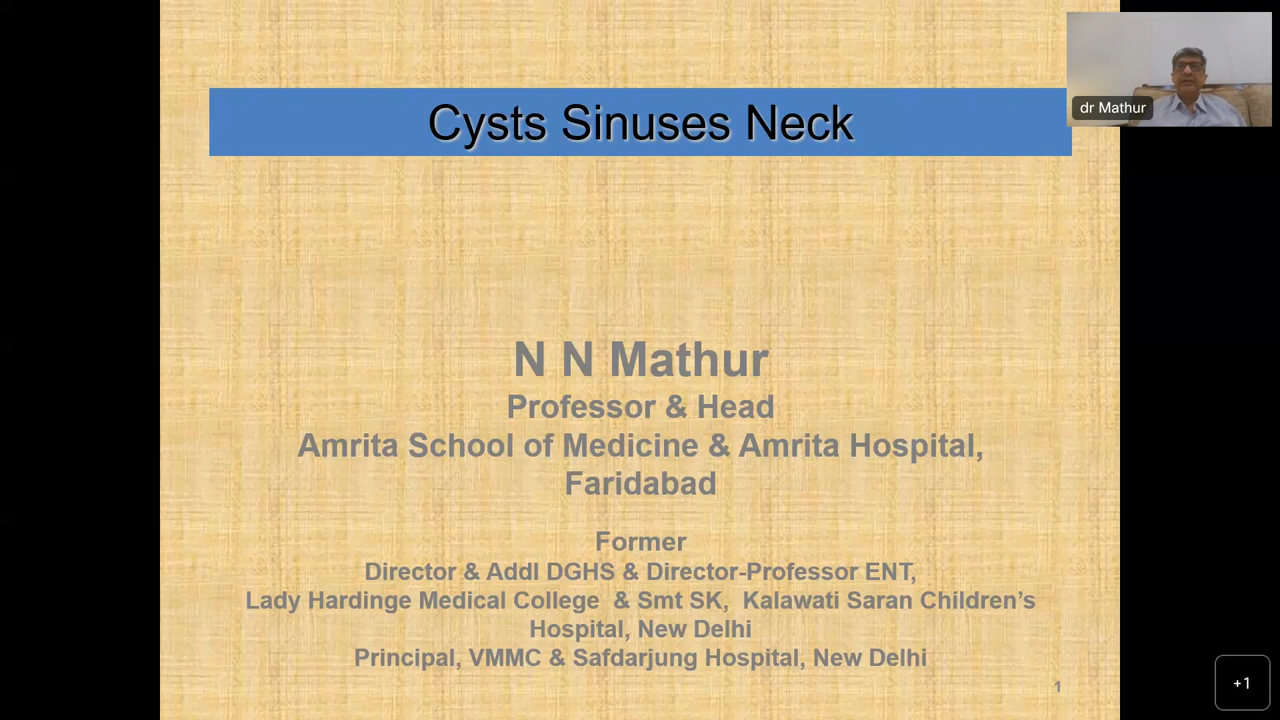 Cysts Sinuses Neck
dr Mathur
N N Mathur
Professor & Head
Amrita School of Medicine & Amrita Hospital,
Faridabad
Former
Director & Addl DGHS & Director-Professor ENT,
Lady Hardinge Medical College & Smt SK, Kalawati Saran Children’s
Hospital, New Delhi
Principal, VMMC & Safdarjung Hospital, New Delhi
1
+1